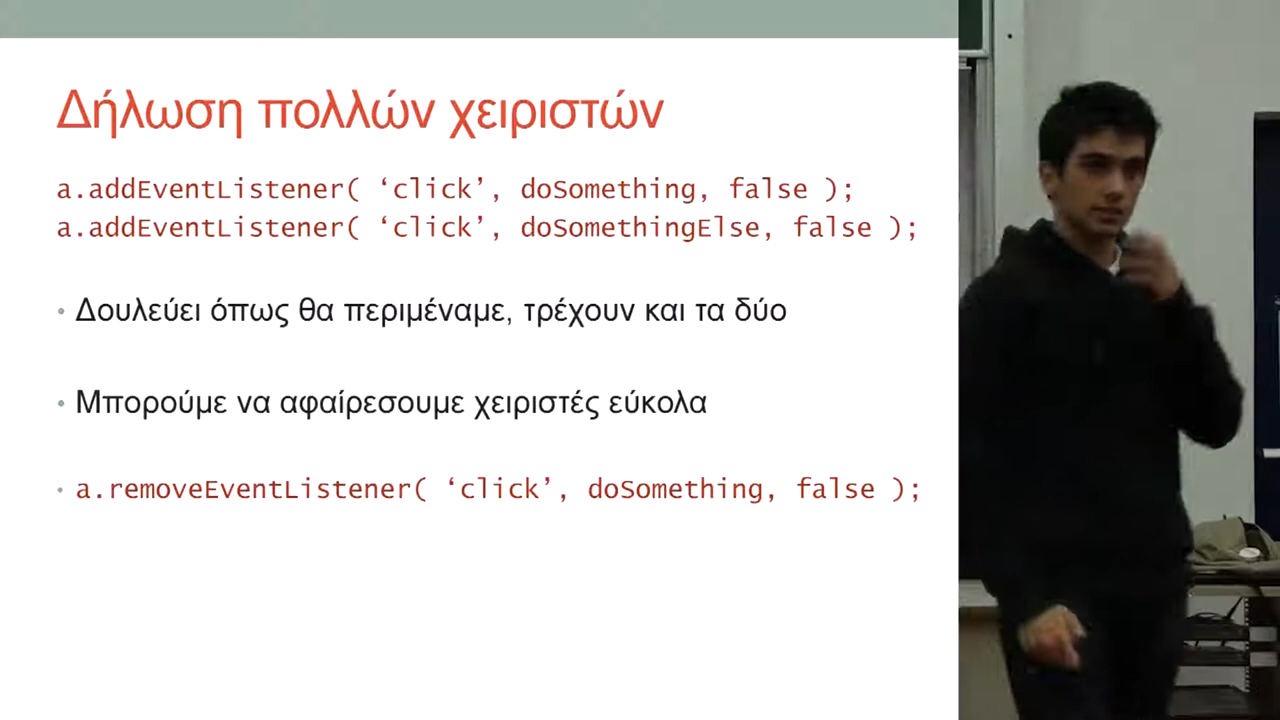 Δήλωση πολλών χειριστών
a.addEventListener( ‘click’, doSomething, false );
a.addEventListener( ‘click’, doSomethingElse, false );
• Δουλεύει όπως θα περιμέναμε, τρέχουν και τα δύο
• Μπορούμε να αφαίρεσουμε χειριστές εύκολα
• a.removeEventListener( ‘click’, doSomething, false );